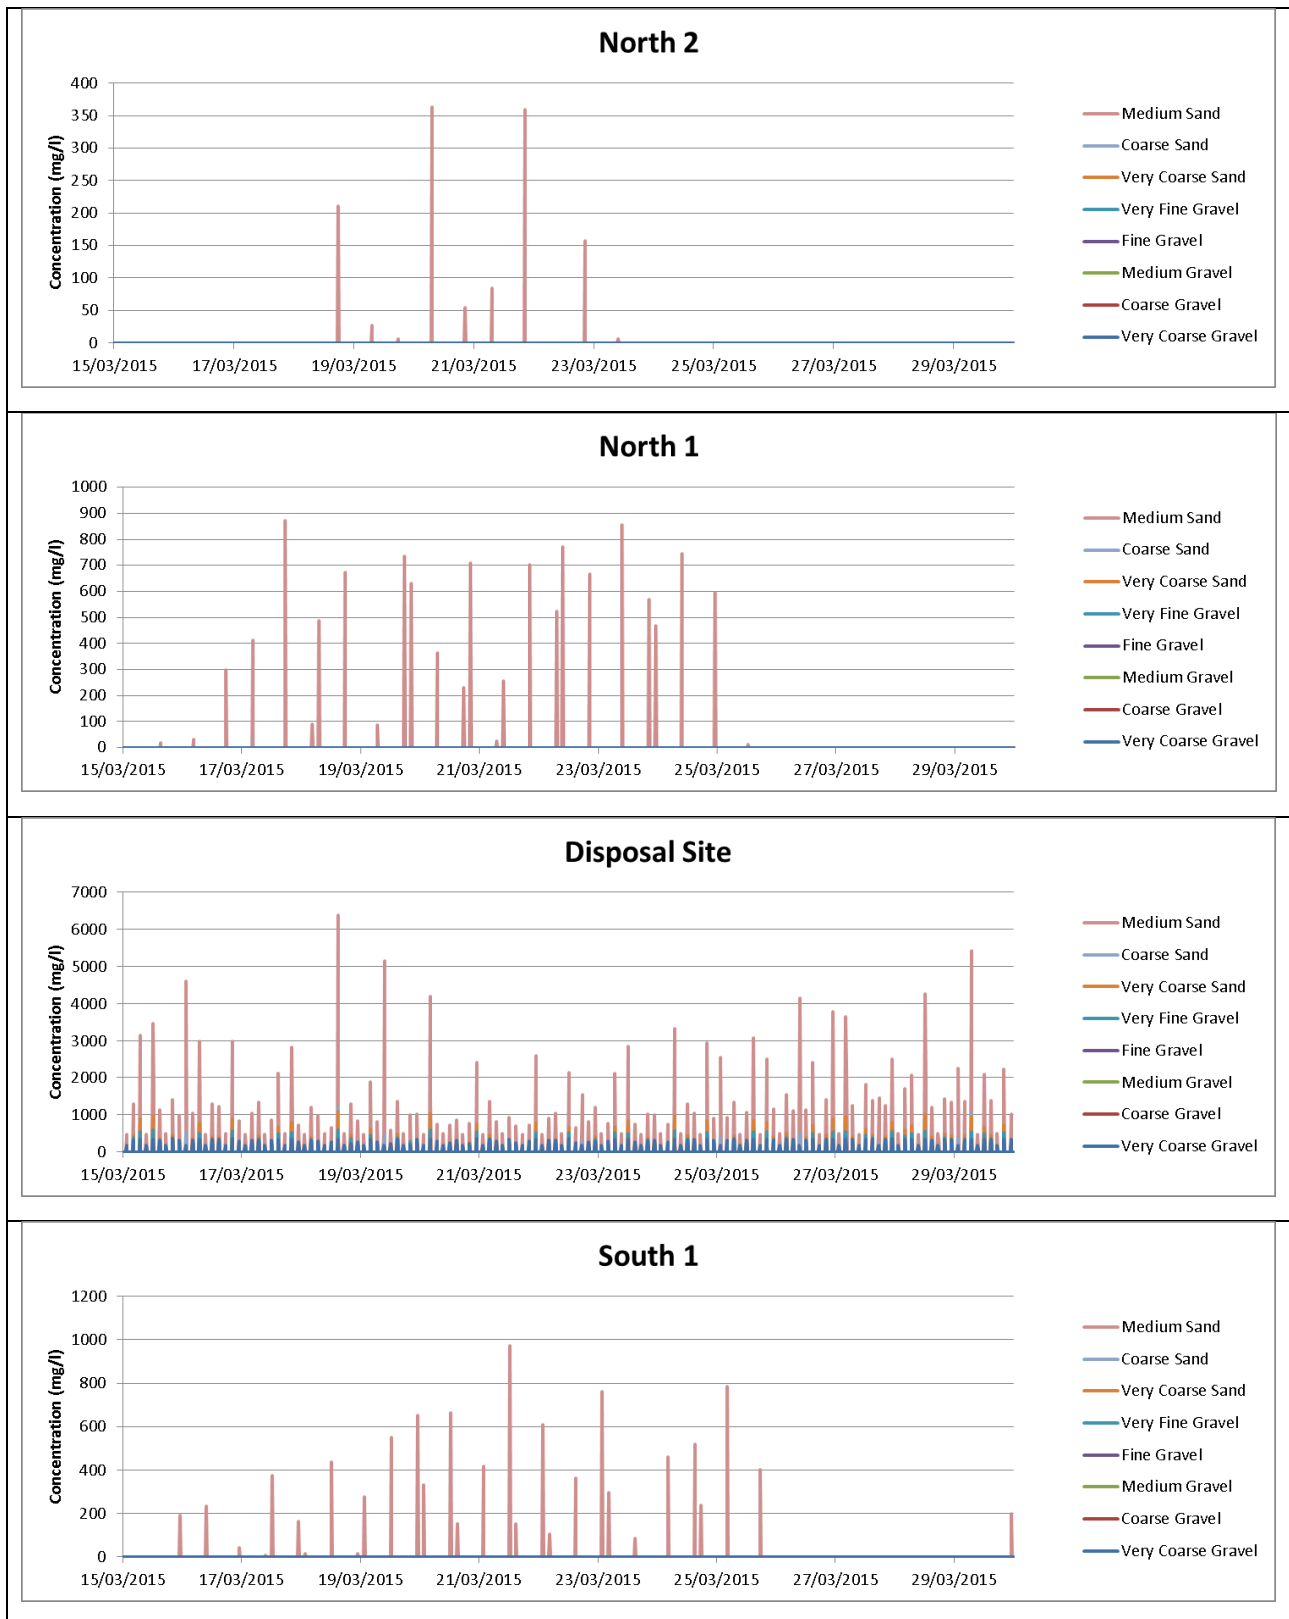 North 2
Concentration (mg/l)
400
350
300
250
200
150
100
50
0
15/03/2015 17/03/2015 19/03/2015 21/03/2015 23/03/2015 25/03/2015 27/03/2015 29/03/2015
Medium Sand
Coarse Sand
Very Coarse Sand
Very Fine Gravel
Fine Gravel
Medium Gravel
Coarse Gravel
Very Coarse Gravel
North 1
Concentration (mg/l)
1000
900
800
700
600
500
400
300
200
100
0
15/03/2015 17/03/2015 19/03/2015 21/03/2015 23/03/2015 25/03/2015 27/03/2015 29/03/2015
Medium Sand
Coarse Sand
Very Coarse Sand
Very Fine Gravel
Fine Gravel
Medium Gravel
Coarse Gravel
Very Coarse Gravel
Disposal Site
Concentration (mg/l)
7000
6000
5000
4000
3000
2000
1000
0
15/03/2015 17/03/2015 19/03/2015 21/03/2015 23/03/2015 25/03/2015 27/03/2015 29/03/2015
Medium Sand
Coarse Sand
Very Coarse Sand
Very Fine Gravel
Fine Gravel
Medium Gravel
Coarse Gravel
Very Coarse Gravel
South 1
Concentration (mg/l)
1200
1000
800
600
400
200
0
15/03/2015 17/03/2015 19/03/2015 21/03/2015 23/03/2015 25/03/2015 27/03/2015 29/03/2015
Medium Sand
Coarse Sand
Very Coarse Sand
Very Fine Gravel
Fine Gravel
Medium Gravel
Coarse Gravel
Very Coarse Gravel